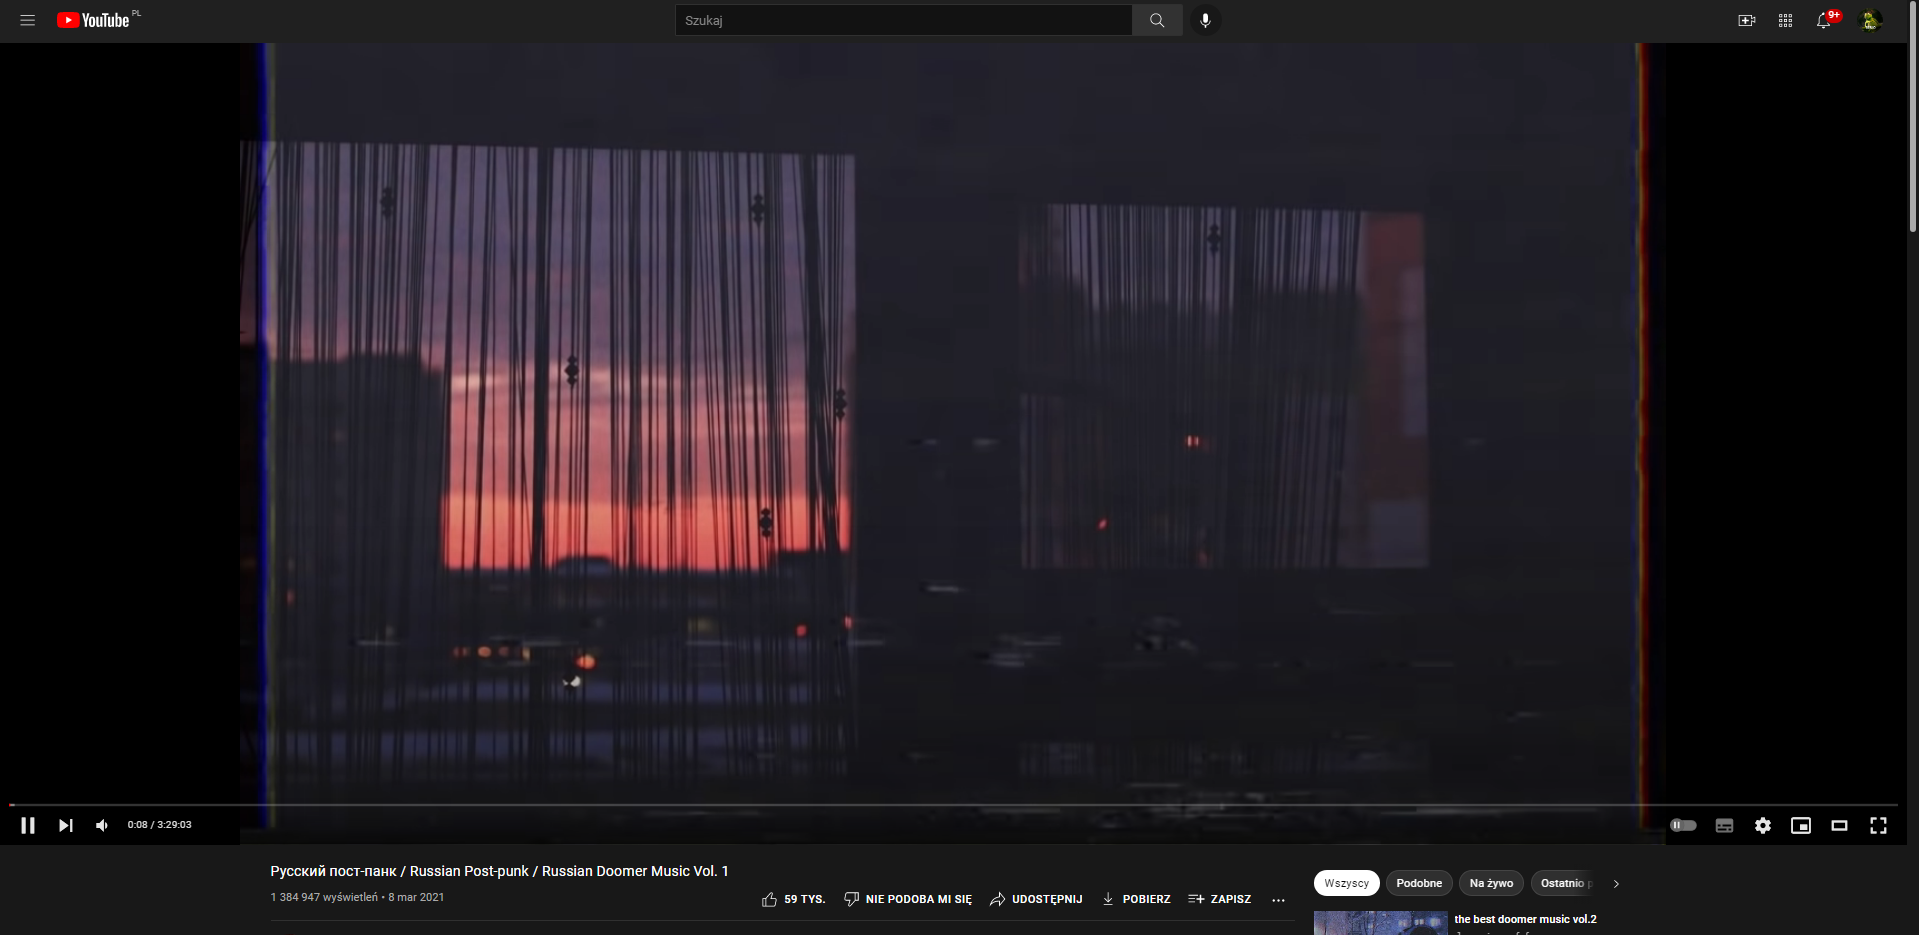 YouTube PL
Szukaj
9+
0:08 / 3:29:03
Русский пост-панк / Russian Post-punk / Russian Doomer Music Vol. 1
1 384 947 wyświetleń • 8 mar 2021
59 TYS.
NIE PODOBA MI SIĘ
UDOSTĘPNIJ
POBIERZ
ZAPISZ
Wszyscy
Podobne
Na żywo
Ostatnio
the best doomer music vol.2